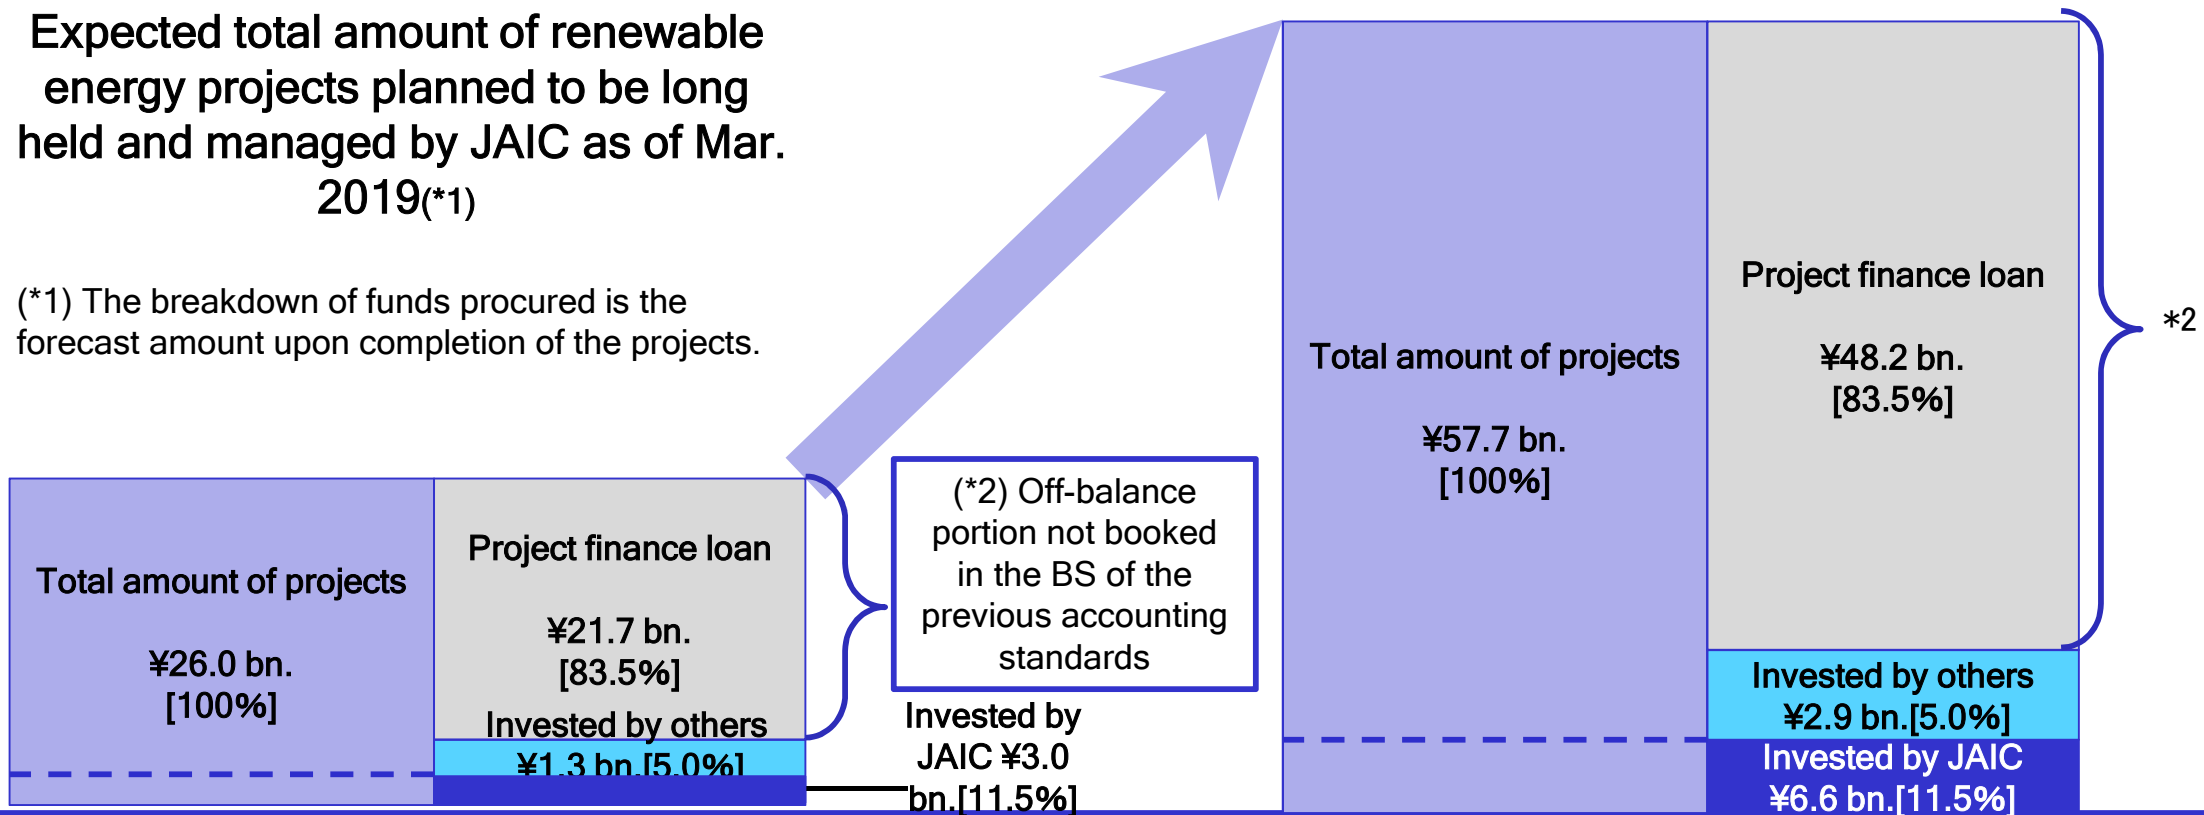 Expected total amount of renewable
energy projects planned to be long
held and managed by JAIC as of Mar.
2019(*1)
(*1) The breakdown of funds procured is the
forecast amount upon completion of the projects.
Total amount of projects
¥26.0 bn.
[100%]
Project finance loan
¥21.7 bn.
[83.5%]
Invested by others
¥1.3 bn.[5.0%]
(*2) Off-balance
portion not booked
in the BS of the
previous accounting
standards
Invested by
JAIC ¥3.0
bn.[11.5%]
Total amount of projects
¥57.7 bn.
[100%]
Project finance loan
¥48.2 bn.
[83.5%]
*2
Invested by others
¥2.9 bn.[5.0%]
Invested by JAIC
¥6.6 bn.[11.5%]